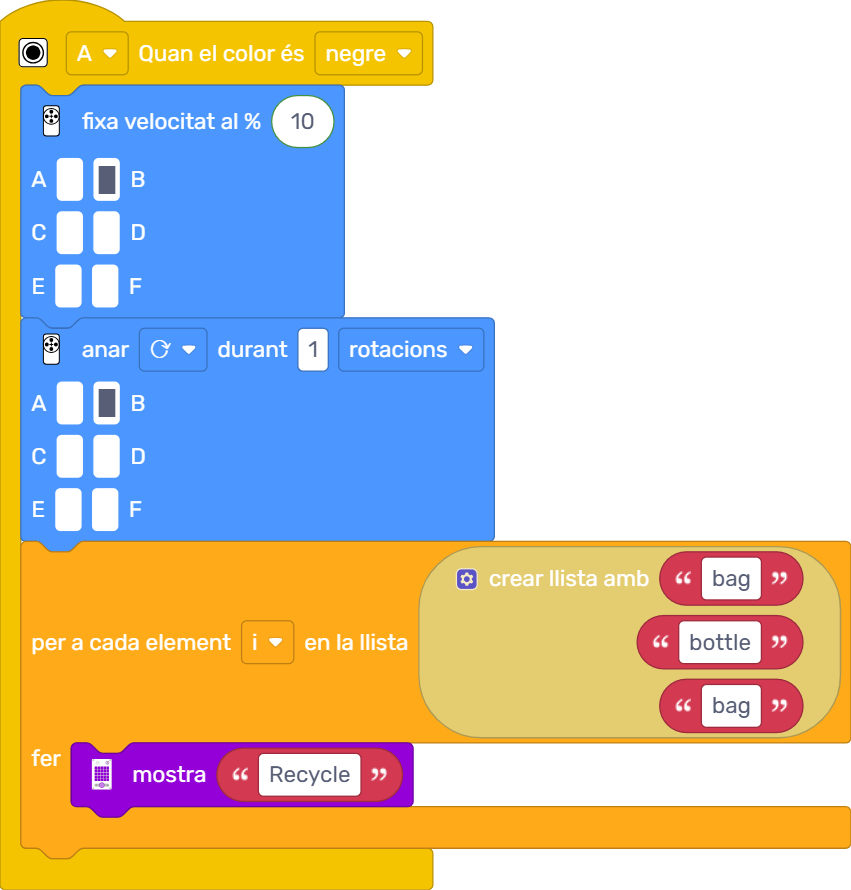 A Quan el color és negre
fixa velocitat al % 10
A B
C D
E F
anar durant 1 rotacions
A B
C D
E F
crear llista amb “ bag ”
per a cada element i en la llista “ bottle ”
“ bag ”
fer mostra “ Recycle ”